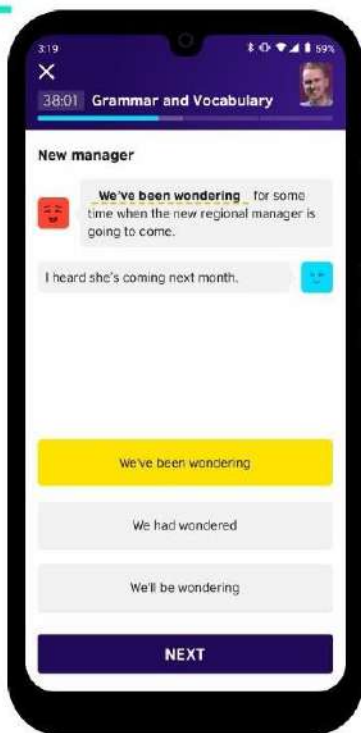 3:19
59%
38:01 Grammar and Vocabulary
New manager
We've been wondering for some
time when the new regional manager is
going to come.
I heard she's coming next month.
We've been wondering
We had wondered
We'll be wondering
NEXT